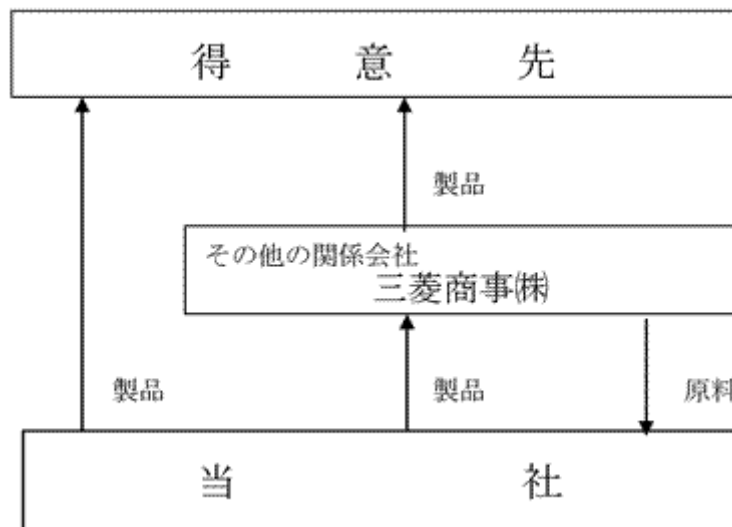 得意先
製品
その他の関係会社
三菱商事㈱
製品
製品
原料
当社